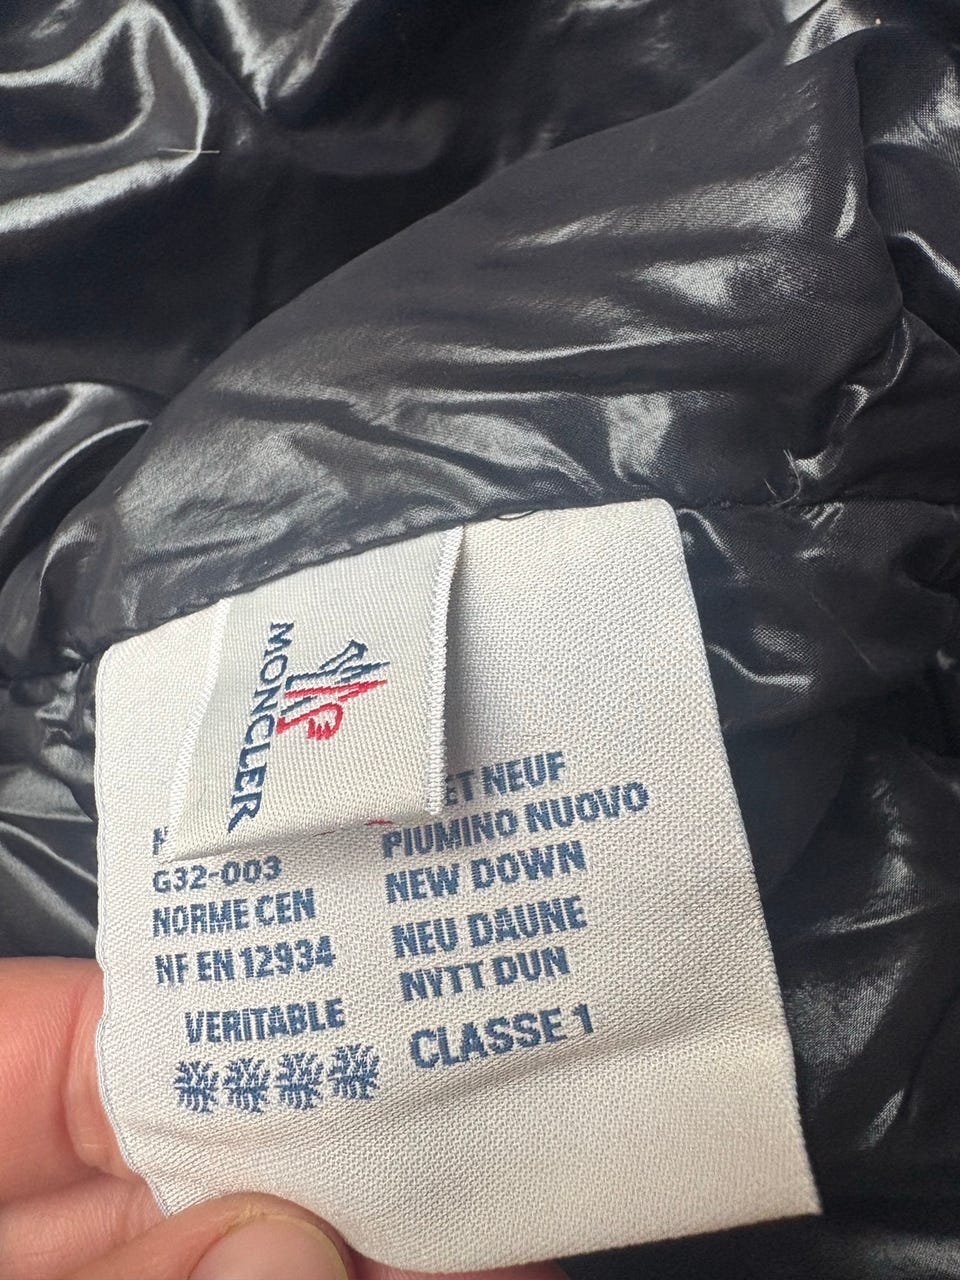 MONCLER
ET NEUF
PIUMINO NUOVO
NEW DOWN
NEU DAUNE
NYTT DUN
CLASSE 1
G32-003
NORME CEN
NF EN 12934
VERITABLE